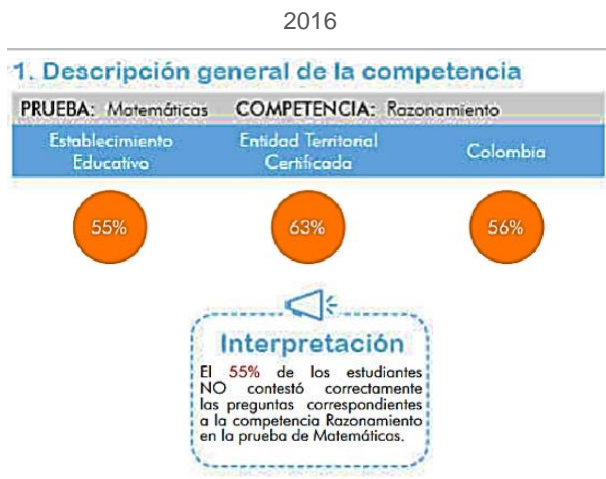 2016
1. Descripción general de la competencia
PRUEBA: Matemáticas COMPETENCIA: Razonamiento
Establecimiento Educativo
Entidad Territorial Certificada
Colombia
55% 63% 56%
Interpretación
El 55% de los estudiantes
NO contestó correctamente
las preguntas correspondientes
a la competencia Razonamiento
en la prueba de Matemáticas.